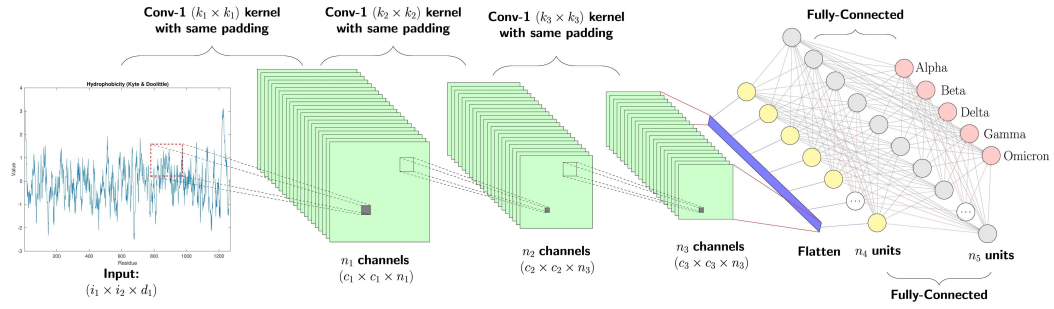 Conv-1 (k₁ × k₁) kernel
with same padding
Conv-1 (k₂ × k₂) kernel
with same padding
Conv-1 (k₃ × k₃) kernel
with same padding
Fully-Connected
Hydrophobicity (Kyte & Doolittle)
Value
4
3
2
1
0
-1
-2
-3
200
400
600
800
1000
1200
Residue
Input:
(i₁ × i₂ × d₁)
n₁ channels
(c₁ × c₁ × n₁)
n₂ channels
(c₂ × c₂ × n₃)
n₃ channels
(c₃ × c₃ × n₃)
Flatten
n₄ units
n₅ units
Alpha
Beta
Delta
Gamma
Omicron
...
...
Fully-Connected